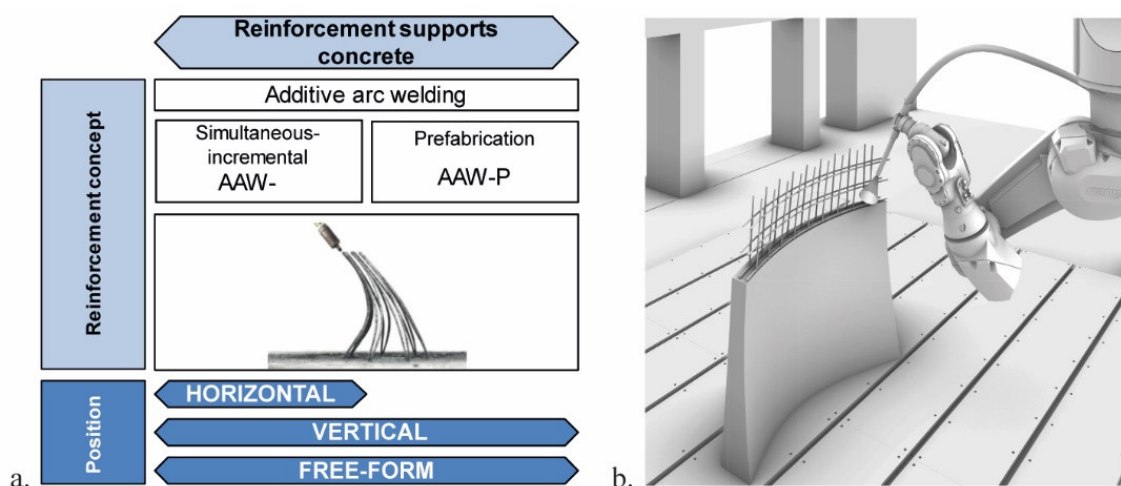 Reinforcement supports
concrete
Reinforcement concept
Additive arc welding
Simultaneous-
incremental
AAW-
Prefabrication
AAW-P
Position
HORIZONTAL
VERTICAL
FREE-FORM
a.
b.